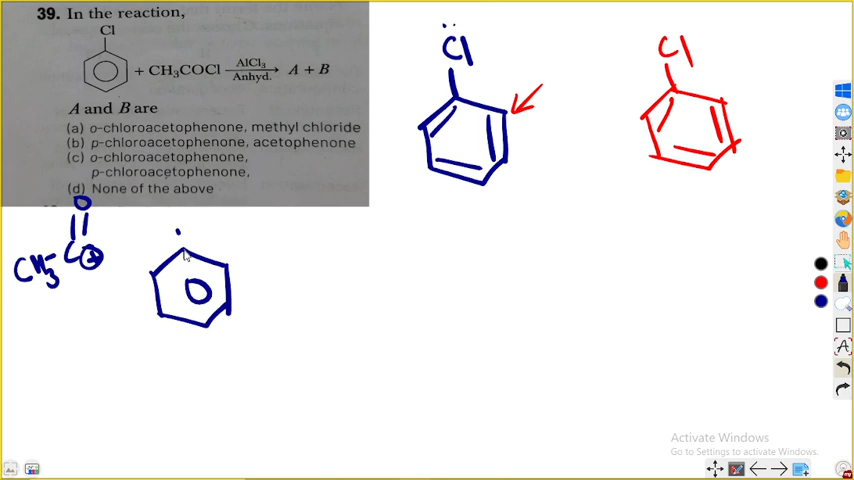 39. In the reaction,
Cl
+ CH₃COCl AlCl₃ Anhyd. A + B
A and B are
(a) o-chloroacetophenone, methyl chloride
(b) p-chloroacetophenone, acetophenone
(c) o-chloroacetophenone,
p-chloroacetophenone,
(d) None of the above
Cl
Cl
O
CH₃-C+
O
A
Activate Windows
Go to Settings to activate Windows.